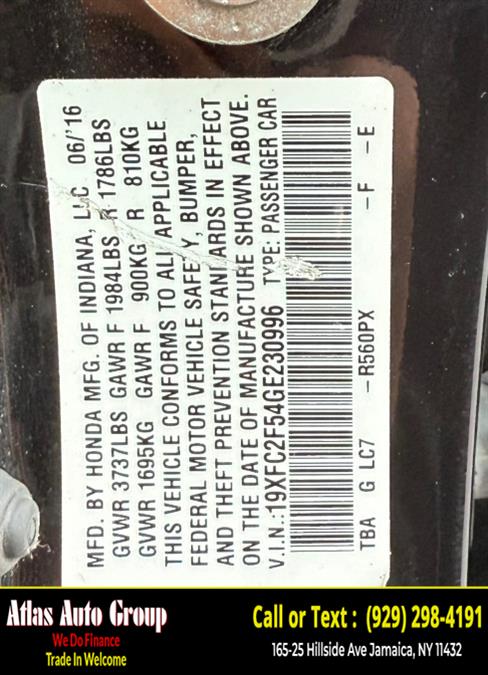 MFD. BY HONDA MFG. OF INDIANA, LLC 06/'16
GVWR 3737LBS GAWR F 1984LBS R 1786LBS
GVWR 1695KG GAWR F 900KG R 810KG
THIS VEHICLE CONFORMS TO ALL APPLICABLE
FEDERAL MOTOR VEHICLE SAFETY, BUMPER,
AND THEFT PREVENTION STANDARDS IN EFFECT
ON THE DATE OF MANUFACTURE SHOWN ABOVE.
V.I.N.:19XFC2F54GE230996 TYPE: PASSENGER CAR
TBA G LC7 -R560PX -F -E
Atlas Auto Group
We Do Finance
Trade In Welcome
Call or Text : (929) 298-4191
165-25 Hillside Ave Jamaica, NY 11432